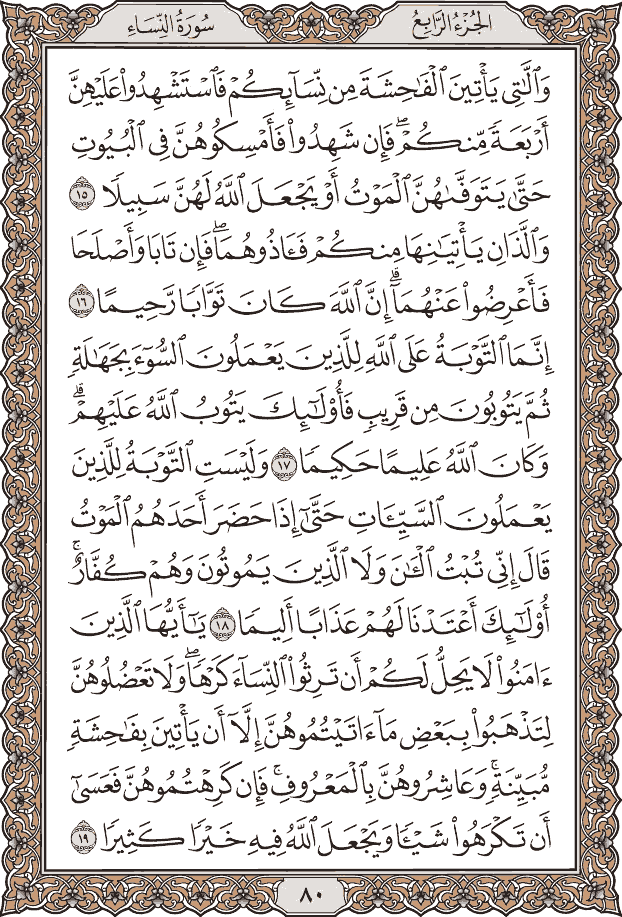 الجُزْءُ الرَّابِعُ
سُورَةُ النِّسَاءِ
وَٱلَّٰتِي يَأۡتِينَ ٱلۡفَٰحِشَةَ مِن نِّسَآئِكُمۡ فَٱسۡتَشۡهِدُواْ عَلَيۡهِنَّ
أَرۡبَعَةٗ مِّنكُمۡۖ فَإِن شَهِدُواْ فَأَمۡسِكُوهُنَّ فِي ٱلۡبُيُوتِ
حَتَّىٰ يَتَوَفَّىٰهُنَّ ٱلۡمَوۡتُ أَوۡ يَجۡعَلَ ٱللَّهُ لَهُنَّ سَبِيلٗا ١٥
وَٱلَّذَانِ يَأۡتِيَٰنِهَا مِنكُمۡ فَـَٔاذُوهُمَاۖ فَإِن تَابَا وَأَصۡلَحَا
فَأَعۡرِضُواْ عَنۡهُمَآۗ إِنَّ ٱللَّهَ كَانَ تَوَّابٗا رَّحِيمًا ١٦
إِنَّمَا ٱلتَّوۡبَةُ عَلَى ٱللَّهِ لِلَّذِينَ يَعۡمَلُونَ ٱلسُّوٓءَ بِجَهَٰلَةٖ
ثُمَّ يَتُوبُونَ مِن قَرِيبٖ فَأُوْلَٰٓئِكَ يَتُوبُ ٱللَّهُ عَلَيۡهِمۡۗ
وَكَانَ ٱللَّهُ عَلِيمًا حَكِيمٗا ١٧ وَلَيۡسَتِ ٱلتَّوۡبَةُ لِلَّذِينَ
يَعۡمَلُونَ ٱلسَّيِّـَٔاتِ حَتَّىٰٓ إِذَا حَضَرَ أَحَدَهُمُ ٱلۡمَوۡتُ
قَالَ إِنِّي تُبۡتُ ٱلۡـَٰٔنَ وَلَا ٱلَّذِينَ يَمُوتُونَ وَهُمۡ كُفَّارٌۚ
أُوْلَٰٓئِكَ أَعۡتَدۡنَا لَهُمۡ عَذَابًا أَلِيمٗا ١٨ يَٰٓأَيُّهَا ٱلَّذِينَ
ءَامَنُواْ لَا يَحِلُّ لَكُمۡ أَن تَرِثُواْ ٱلنِّسَآءَ كَرۡهٗاۖ وَلَا تَعۡضُلُوهُنَّ
لِتَذۡهَبُواْ بِبَعۡضِ مَآ ءَاتَيۡتُمُوهُنَّ إِلَّآ أَن يَأۡتِينَ بِفَٰحِشَةٖ
مُّبَيِّنَةٖۚ وَعَاشِرُوهُنَّ بِٱلۡمَعۡرُوفِۚ فَإِن كَرِهۡتُمُوهُنَّ فَعَسَىٰٓ
أَن تَكۡرَهُواْ شَيۡـٔٗا وَيَجۡعَلَ ٱللَّهُ فِيهِ خَيۡرٗا كَثِيرٗا ١٩
٨٠